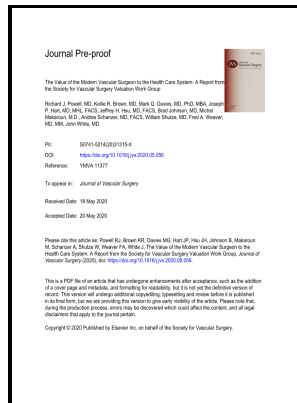 Journal Pre-proof
The Value of the Modern Vascular Surgeon to the Health Care System: A Report from
the Society for Vascular Surgery Valuation Work Group
Richard J. Powell, MD, Kellie R. Brown, MD, Mark G. Davies, MD, PhD, MBA, Joseph
P. Hart, MD, MHL, FACS, Jeffrey H. Hsu, MD, FACS, Brad Johnson, MD, Michel
Makaroun, M.D., Andres Schanzer, MD, FACS, William Shutze, MD, Fred A. Weaver,
MD, MM, John White, MD
PII: S0741-5214(20)31315-X
DOI: https://doi.org/10.1016/j.jvs.2020.05.056
Reference: YMVA 11377
To appear in: Journal of Vascular Surgery
Received Date: 18 May 2020
Accepted Date: 20 May 2020
Please cite this article as: Powell RJ, Brown KR, Davies MG, Hart JP, Hsu JH, Johnson B, Makaroun
M, Schanzer A, Shutze W, Weaver FA, White J, The Value of the Modern Vascular Surgeon to the Health
Care System: A Report from the Society for Vascular Surgery Valuation Work Group, Journal of
Vascular Surgery (2020), doi: https://doi.org/10.1016/j.jvs.2020.05.056.
This is a PDF file of an article that has undergone enhancements after acceptance, such as the addition
of a cover page and metadata, and formatting for readability, but it is not yet the definitive version of
record. This version will undergo additional copyediting, typesetting and review before it is published
in its final form, but we are providing this version to give early visibility of the article. Please note that,
during the production process, errors may be discovered which could affect the content, and all legal
disclaimers that apply to the journal pertain.
Copyright © 2020 Published by Elsevier Inc. on behalf of the Society for Vascular Surgery.